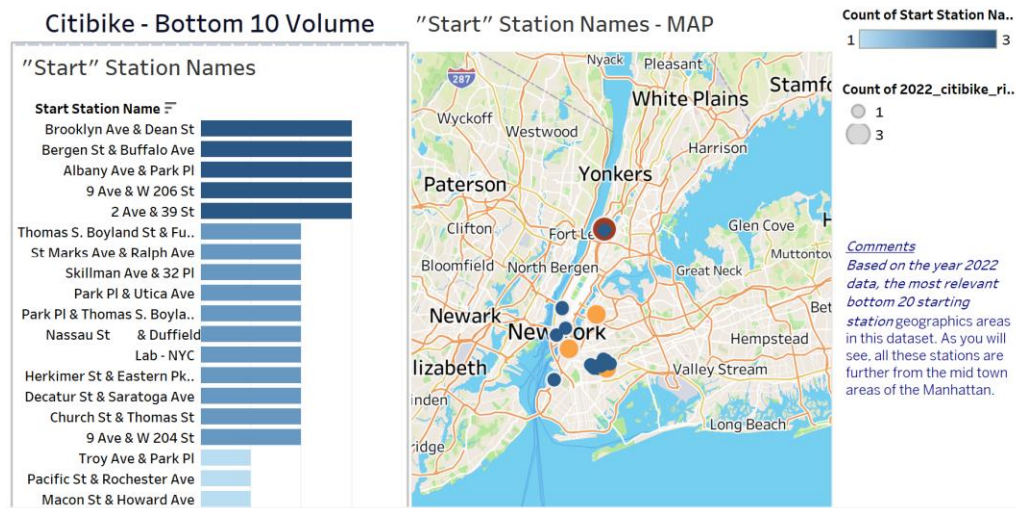 Citibike - Bottom 10 Volume
"Start" Station Names
Start Station Name
Brooklyn Ave & Dean St
Bergen St & Buffalo Ave
Albany Ave & Park Pl
9 Ave & W 206 St
2 Ave & 39 St
Thomas S. Boyland St & Fu..
St Marks Ave & Ralph Ave
Skillman Ave & 32 Pl
Park Pl & Utica Ave
Park Pl & Thomas S. Boyla..
Nassau St & Duffield
Lab - NYC
Herkimer St & Eastern Pk..
Decatur St & Saratoga Ave
Church St & Thomas St
9 Ave & W 204 St
Troy Ave & Park Pl
Pacific St & Rochester Ave
Macon St & Howard Ave
"Start" Station Names - MAP
Nyack
Pleasant
287
Stamfo
White Plains
Wyckoff
Westwood
Harrison
Yonkers
Paterson
Clifton
Fort Le
Glen Cove
H
Muttontow
Bloomfield
North Bergen
Great Neck
Bet
Newark
New York
Hempstead
lizabeth
Valley Stream
inden
Long Beach
ridge
Count of Start Station Na..
1 3
Count of 2022_citibike_ri..
1
3
Comments
Based on the year 2022
data, the most relevant
bottom 20 starting
station geographics areas
in this dataset. As you will
see, all these stations are
further from the mid town
areas of the Manhattan.